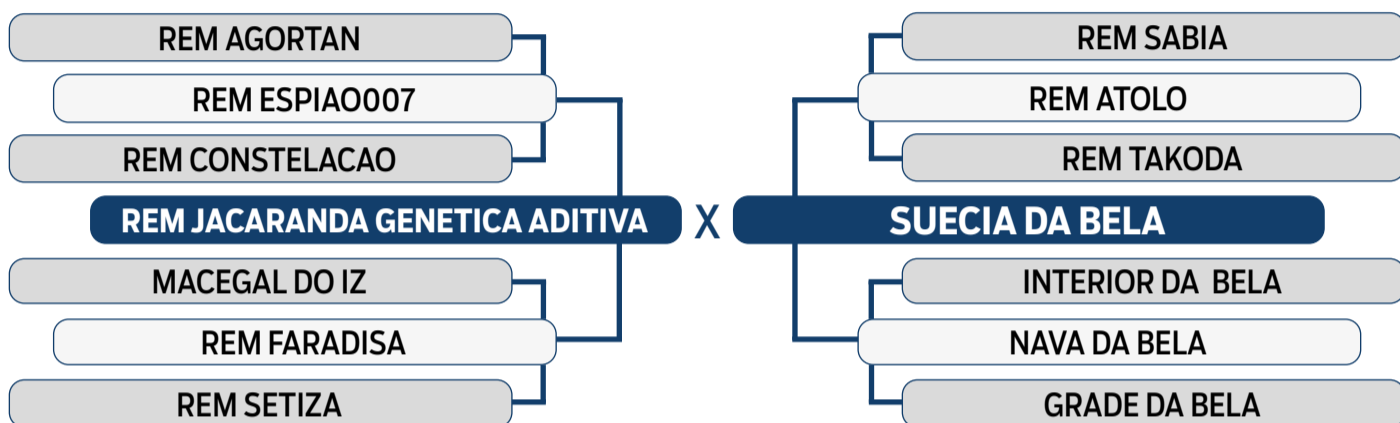 REM AGORTAN
REM ESPIAO007
REM CONSTELACAO
REM JACARANDA GENETICA ADITIVA
MACEGAL DO IZ
REM FARADISA
REM SETIZA
X
REM SABIA
REM ATOLO
REM TAKODA
SUECIA DA BELA
INTERIOR DA BELA
NAVA DA BELA
GRADE DA BELA